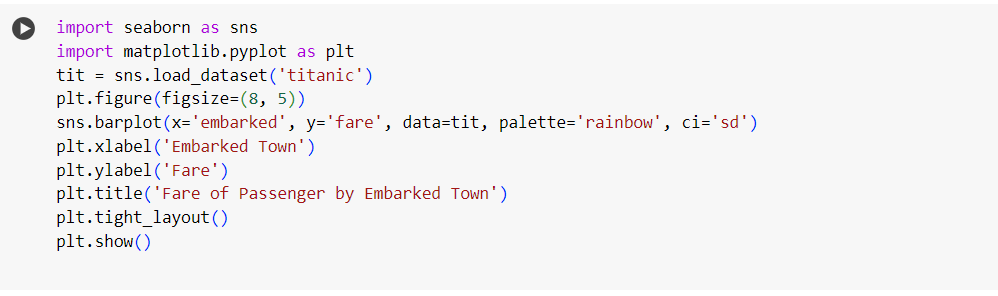 import seaborn as sns
import matplotlib.pyplot as plt
tit = sns.load_dataset('titanic')
plt.figure(figsize=(8, 5))
sns.barplot(x='embarked', y='fare', data=tit, palette='rainbow', ci='sd')
plt.xlabel('Embarked Town')
plt.ylabel('Fare')
plt.title('Fare of Passenger by Embarked Town')
plt.tight_layout()
plt.show()